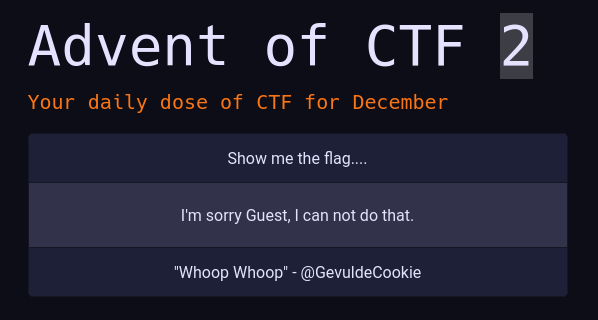 Advent of CTF 2
Your daily dose of CTF for December
Show me the flag....
I'm sorry Guest, I can not do that.
"Whoop Whoop" - @GevuldeCookie